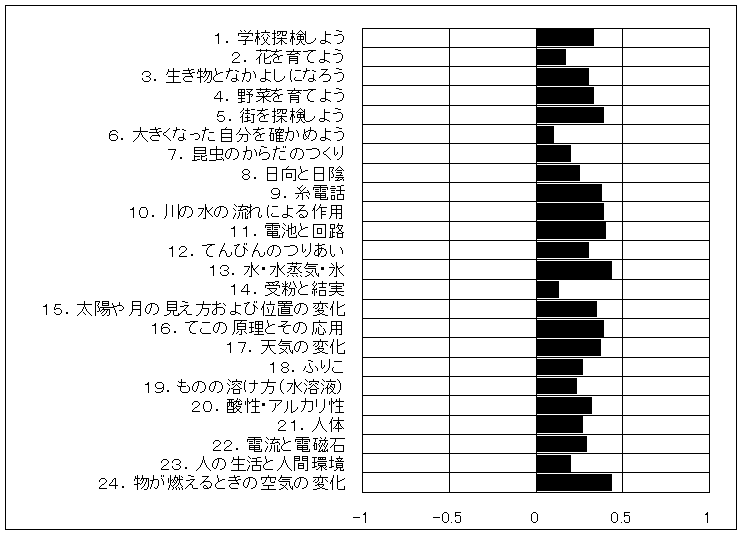 1. 学校探検しよう
2. 花を育てよう
3. 生き物となかよしになろう
4. 野菜を育てよう
5. 街を探検しよう
6. 大きくなった自分を確かめよう
7. 昆虫のからだのつくり
8. 日向と日陰
9. 糸電話
10. 川の水の流れによる作用
11. 電池と回路
12. てんびんのつりあい
13. 水・水蒸気・氷
14. 受粉と結実
15. 太陽や月の見え方および位置の変化
16. てこの原理とその応用
17. 天気の変化
18. ふりこ
19. ものの溶け方(水溶液)
20. 酸性・アルカリ性
21. 人体
22. 電流と電磁石
23. 人の生活と人間環境
24. 物が燃えるときの空気の変化
-1 -0.5 0 0.5 1